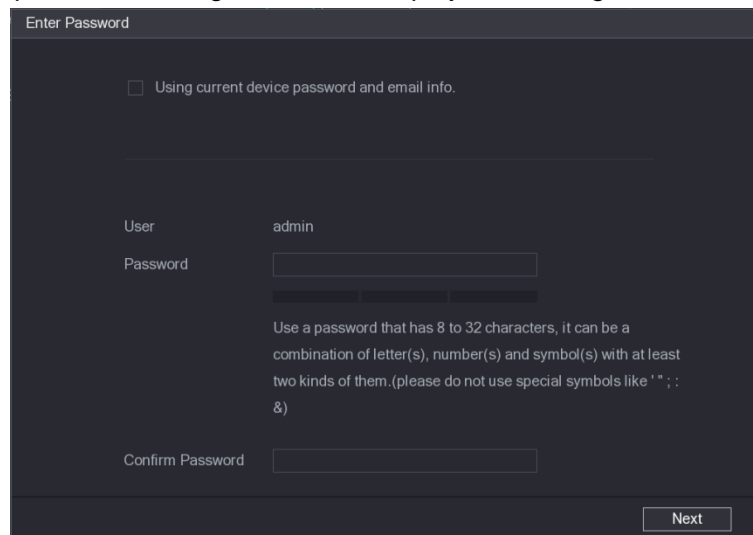 Enter Password
Using current device password and email info.
User admin
Password
Use a password that has 8 to 32 characters, it can be a
combination of letter(s), number(s) and symbol(s) with at least
two kinds of them.(please do not use special symbols like ' " ; :
&)
Confirm Password
Next